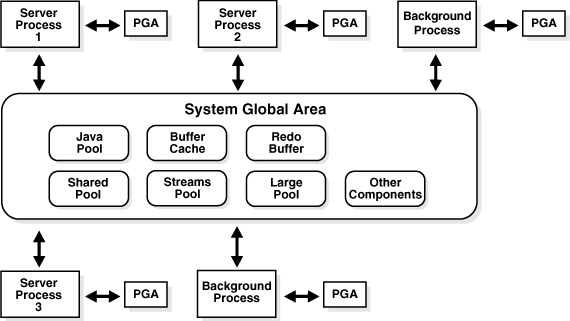 Server
Process
1
PGA
Server
Process
2
PGA
Background
Process
PGA
System Global Area
Java
Pool
Buffer
Cache
Redo
Buffer
Shared
Pool
Streams
Pool
Large
Pool
Other
Components
Server
Process
3
PGA
Background
Process
PGA